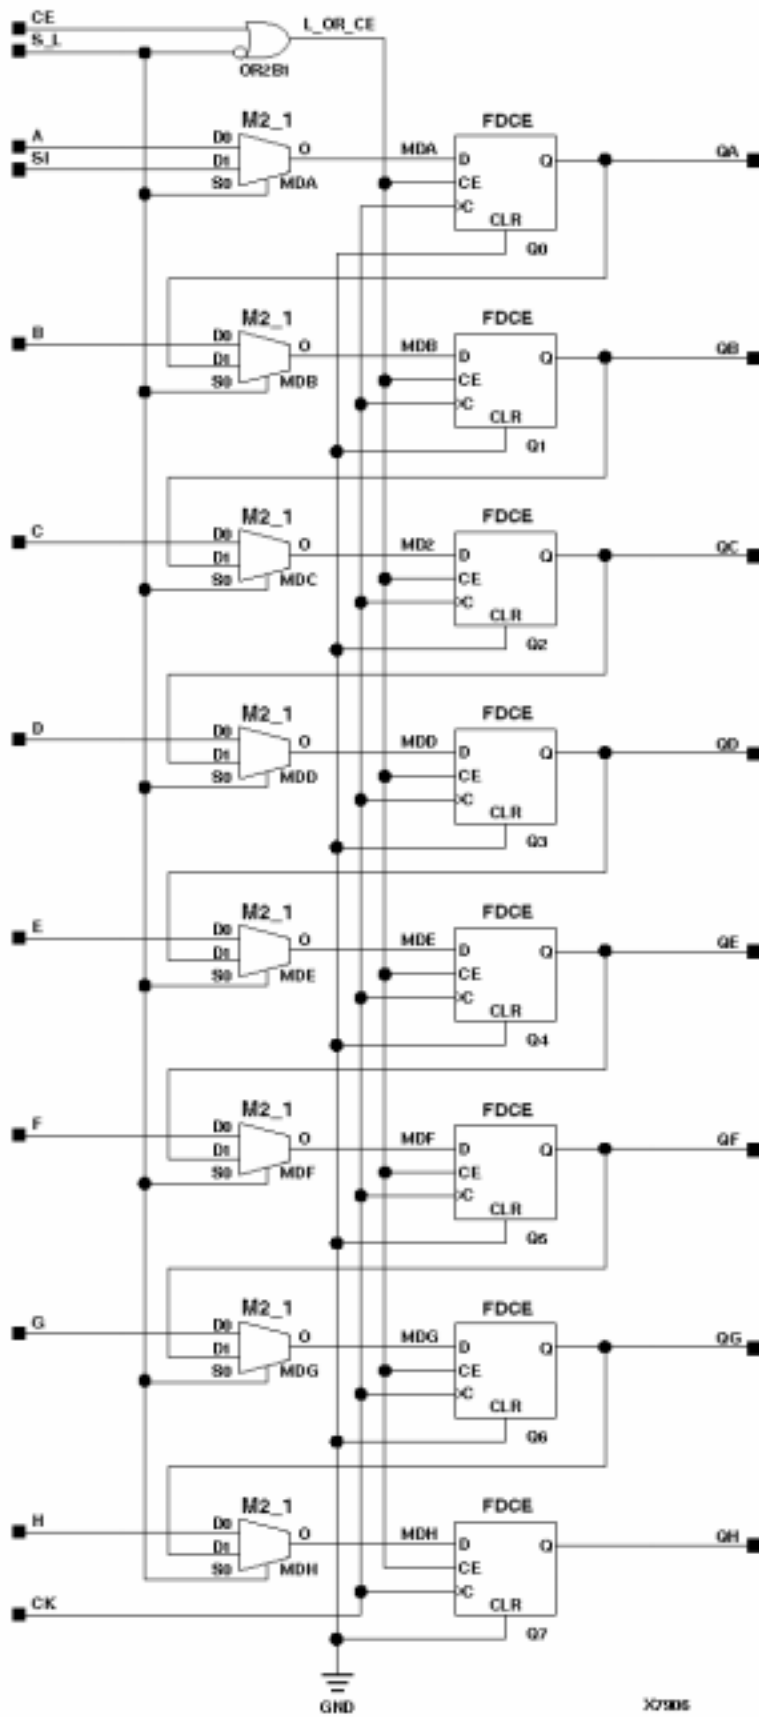 CE
L_OR_CE
S_L
OR2B1
M2_1
FDCE
A
D0
O
MDA
D
Q
QA
SI
D1
CE
S0
MDA
C
CLR
Q0
M2_1
FDCE
B
D0
O
MDB
D
Q
QB
D1
CE
S0
MDB
C
CLR
Q1
M2_1
FDCE
C
D0
O
MD2
D
Q
QC
D1
CE
S0
MDC
C
CLR
Q2
M2_1
FDCE
D
D0
O
MDD
D
Q
QD
D1
CE
S0
MDD
C
CLR
Q3
M2_1
FDCE
E
D0
O
MDE
D
Q
QE
D1
CE
S0
MDE
C
CLR
Q4
M2_1
FDCE
F
D0
O
MDF
D
Q
QF
D1
CE
S0
MDF
C
CLR
Q5
M2_1
FDCE
G
D0
O
MDG
D
Q
QG
D1
CE
S0
MDG
C
CLR
Q6
M2_1
FDCE
H
D0
O
MDH
D
Q
QH
D1
CE
S0
MDH
C
CK
CLR
Q7
GND
X7906